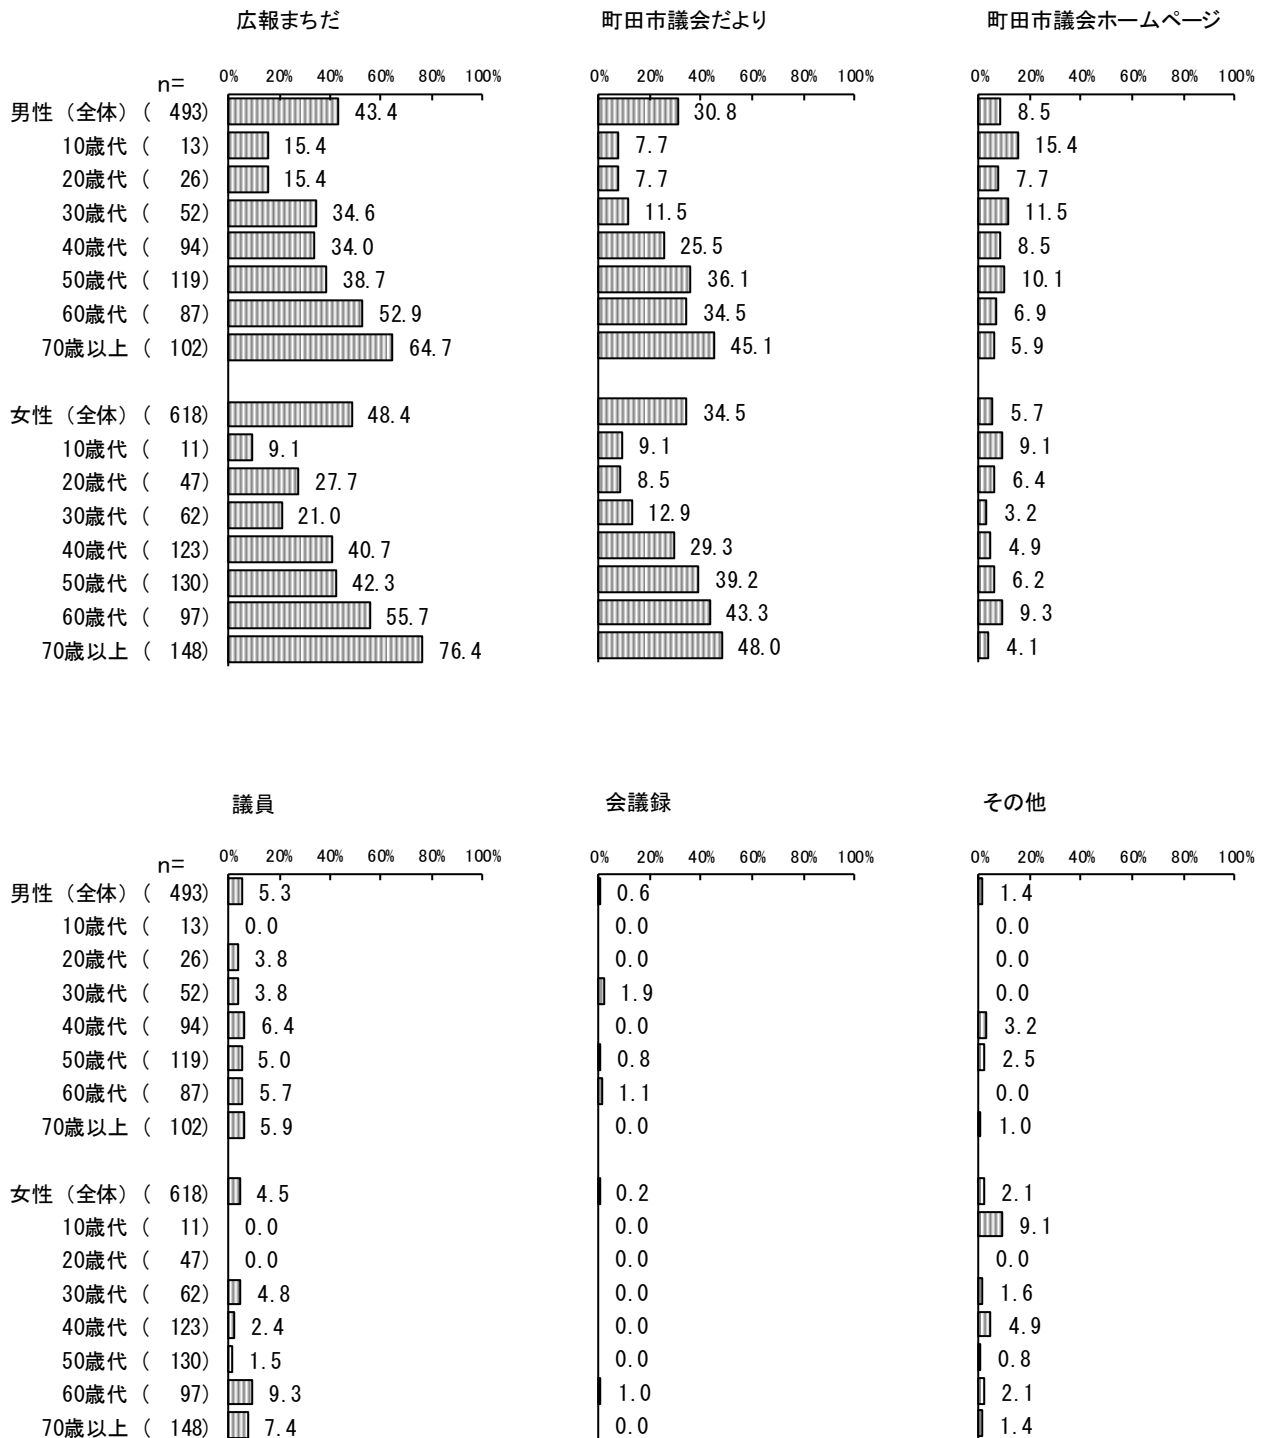 広報まちだ 町田市議会だより 町田市議会ホームページ
n= 0% 20% 40% 60% 80% 100% 0% 20% 40% 60% 80% 100% 0% 20% 40% 60% 80% 100%
男性（全体）（ 493） 43.4 30.8 8.5
10歳代（ 13） 15.4 7.7 15.4
20歳代（ 26） 15.4 7.7 7.7
30歳代（ 52） 34.6 11.5 11.5
40歳代（ 94） 34.0 25.5 8.5
50歳代（ 119） 38.7 36.1 10.1
60歳代（ 87） 52.9 34.5 6.9
70歳以上（ 102） 64.7 45.1 5.9
女性（全体）（ 618） 48.4 34.5 5.7
10歳代（ 11） 9.1 9.1 9.1
20歳代（ 47） 27.7 8.5 6.4
30歳代（ 62） 21.0 12.9 3.2
40歳代（ 123） 40.7 29.3 4.9
50歳代（ 130） 42.3 39.2 6.2
60歳代（ 97） 55.7 43.3 9.3
70歳以上（ 148） 76.4 48.0 4.1
議員 会議録 その他
n= 0% 20% 40% 60% 80% 100% 0% 20% 40% 60% 80% 100% 0% 20% 40% 60% 80% 100%
男性（全体）（ 493） 5.3 0.6 1.4
10歳代（ 13） 0.0 0.0 0.0
20歳代（ 26） 3.8 0.0 0.0
30歳代（ 52） 3.8 1.9 0.0
40歳代（ 94） 6.4 0.0 3.2
50歳代（ 119） 5.0 0.8 2.5
60歳代（ 87） 5.7 1.1 0.0
70歳以上（ 102） 5.9 0.0 1.0
女性（全体）（ 618） 4.5 0.2 2.1
10歳代（ 11） 0.0 0.0 9.1
20歳代（ 47） 0.0 0.0 0.0
30歳代（ 62） 4.8 0.0 1.6
40歳代（ 123） 2.4 0.0 4.9
50歳代（ 130） 1.5 0.0 0.8
60歳代（ 97） 9.3 1.0 2.1
70歳以上（ 148） 7.4 0.0 1.4